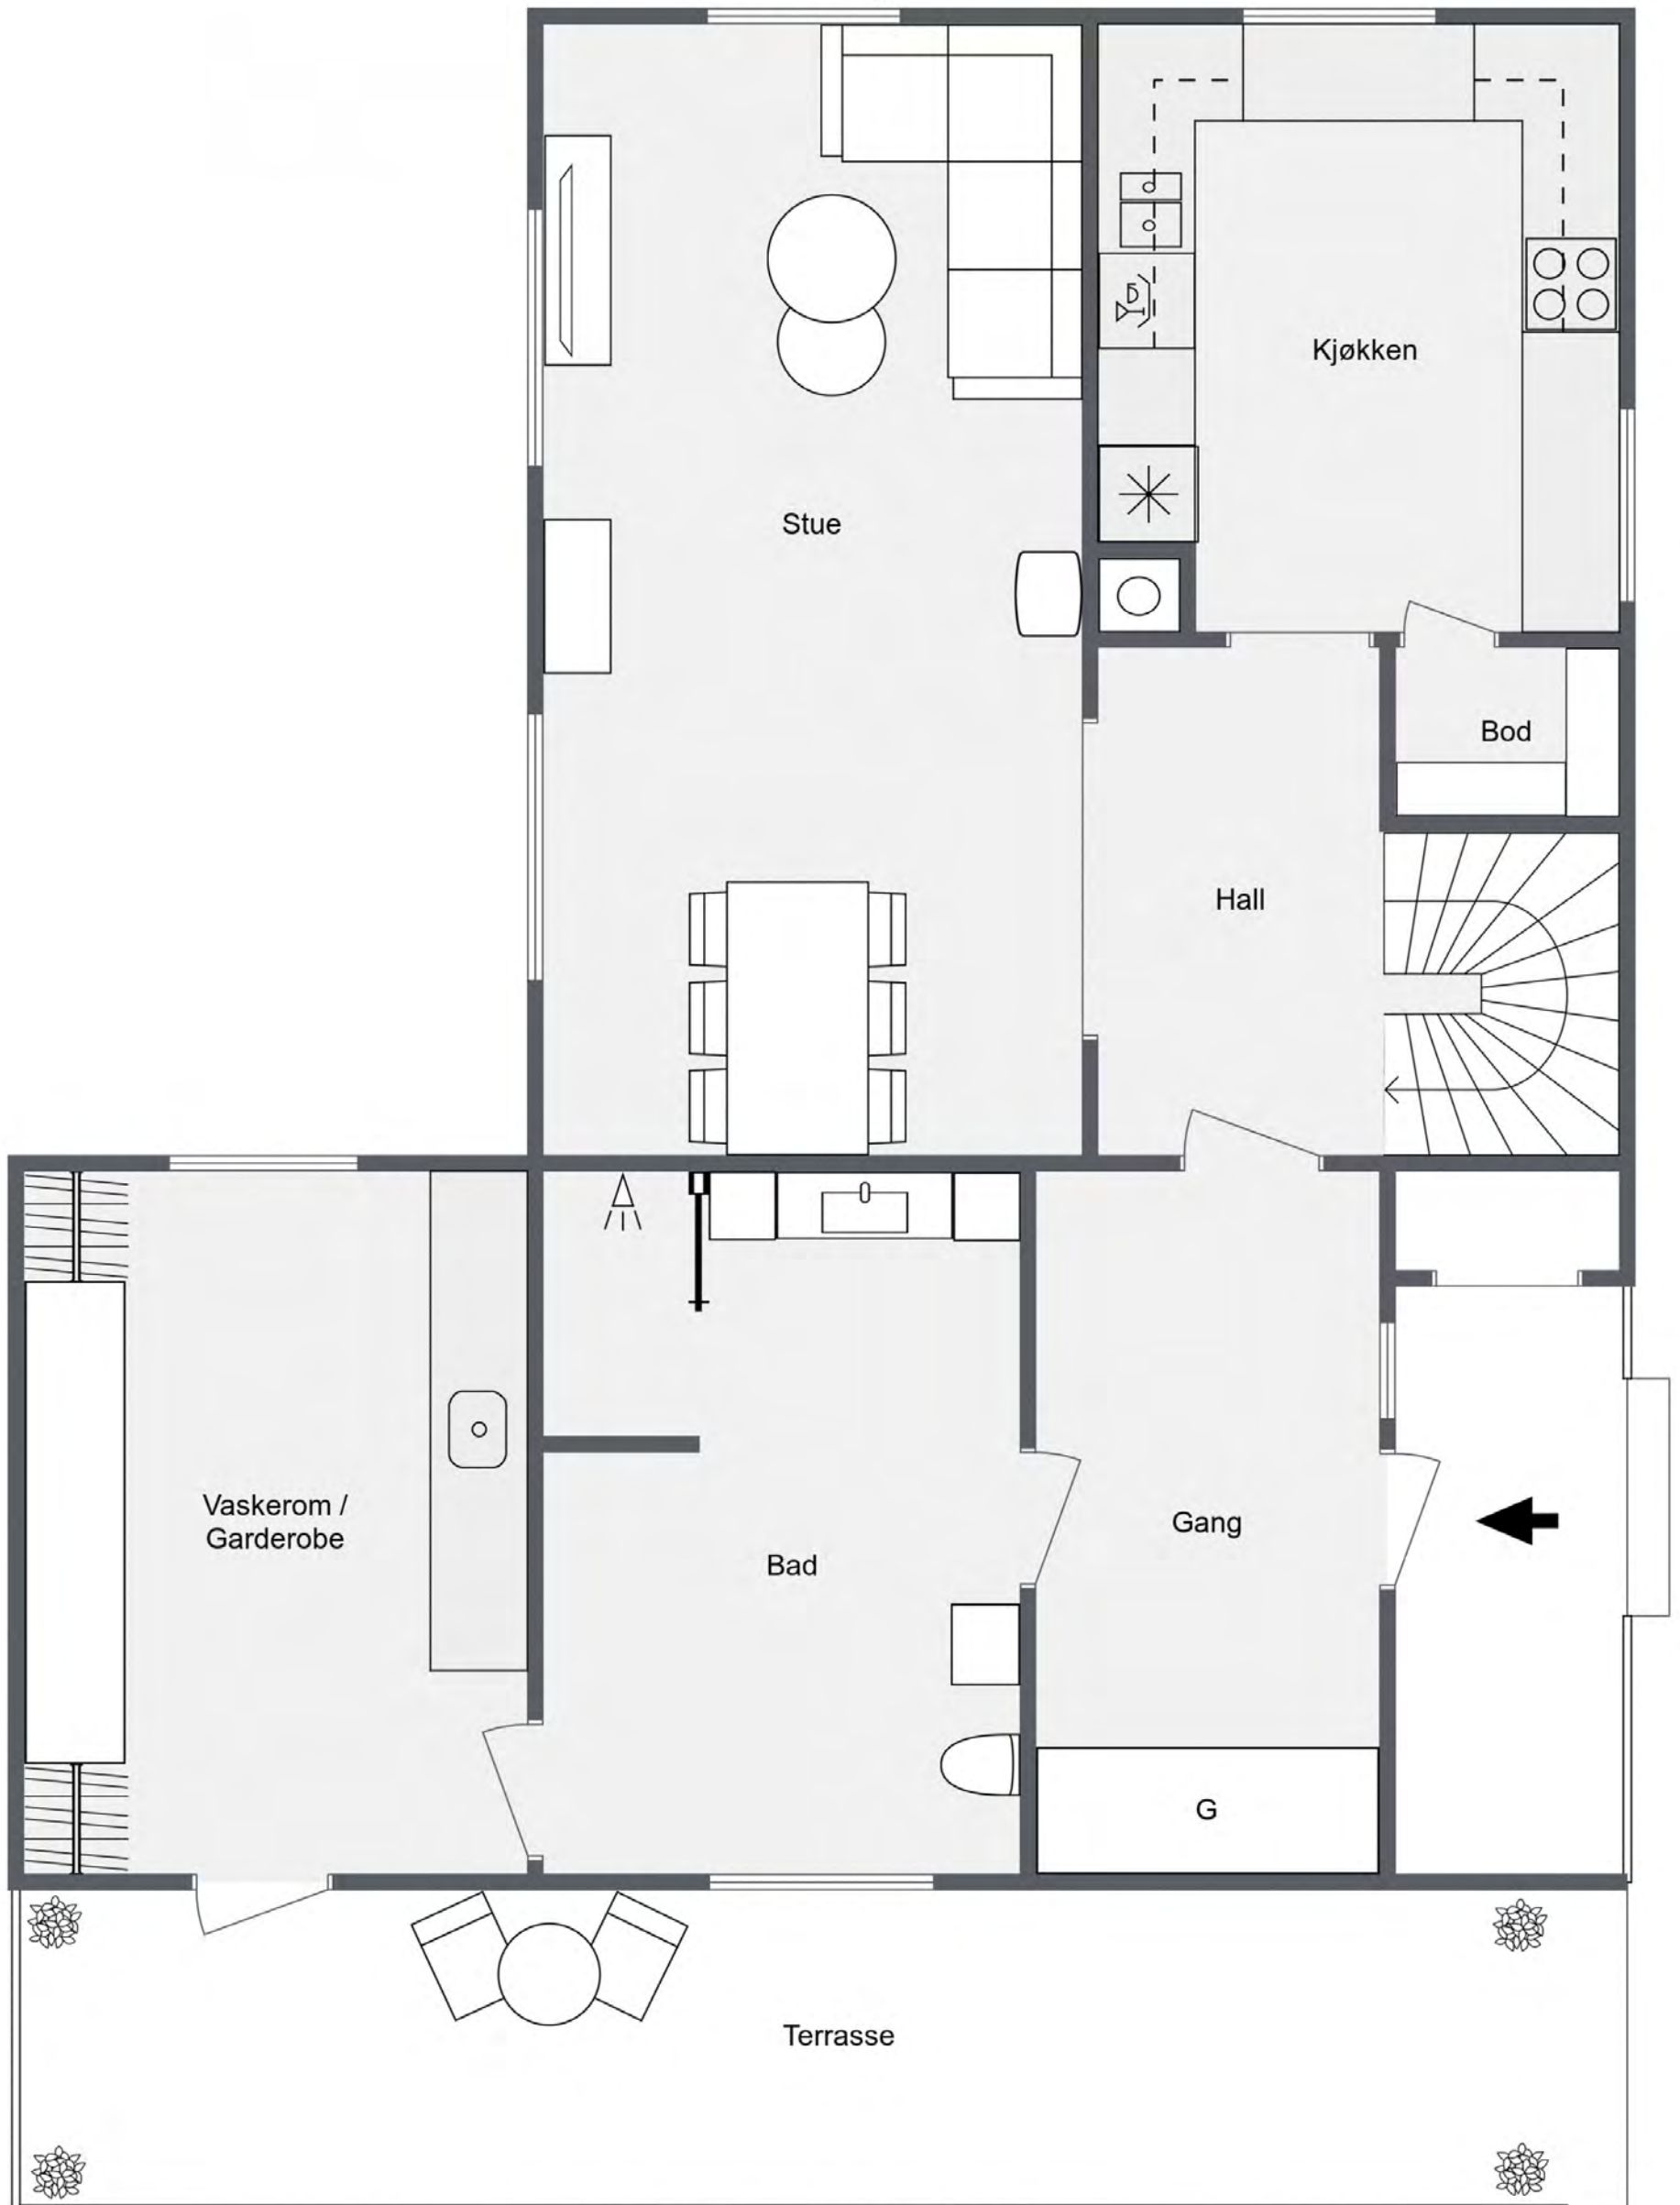 Kjøkken
Stue
Bod
Hall
Vaskerom /
Garderobe
Gang
Bad
G
Terrasse